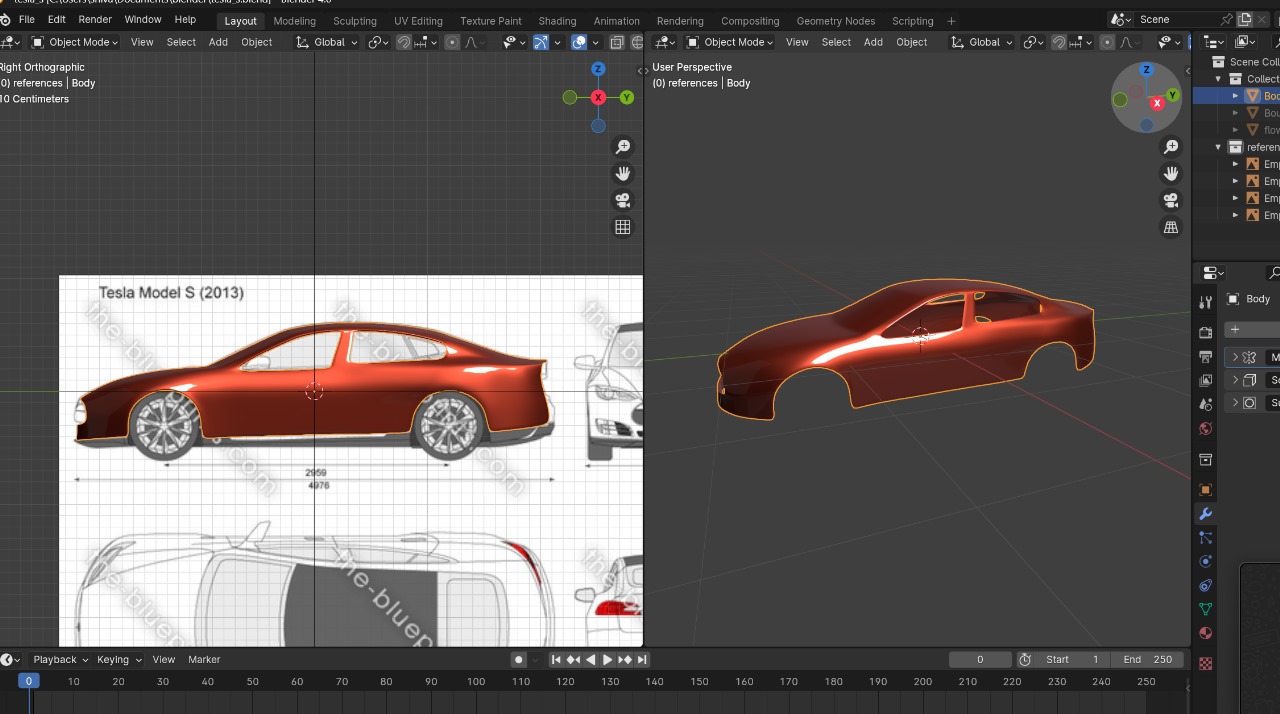 File Edit Render Window Help Layout Modeling Sculpting UV Editing Texture Paint Shading Animation Rendering Compositing Geometry Nodes Scripting + Scene
Object Mode View Select Add Object Global Object Mode View Select Add Object Global
Right Orthographic
(0) references | Body
10 Centimeters
User Perspective
(0) references | Body
Z
X
Y
Z
Y
X
Scene Coll
Collect
Boc
Bou
flow
referen
Emp
Emp
Emp
Emp
Body
+
M
So
Su
Tesla Model S (2013)
the-blueprints.com
2959
4976
the-bluep
Playback Keying View Marker 0 Start 1 End 250
0 10 20 30 40 50 60 70 80 90 100 110 120 130 140 150 160 170 180 190 200 210 220 230 240 250